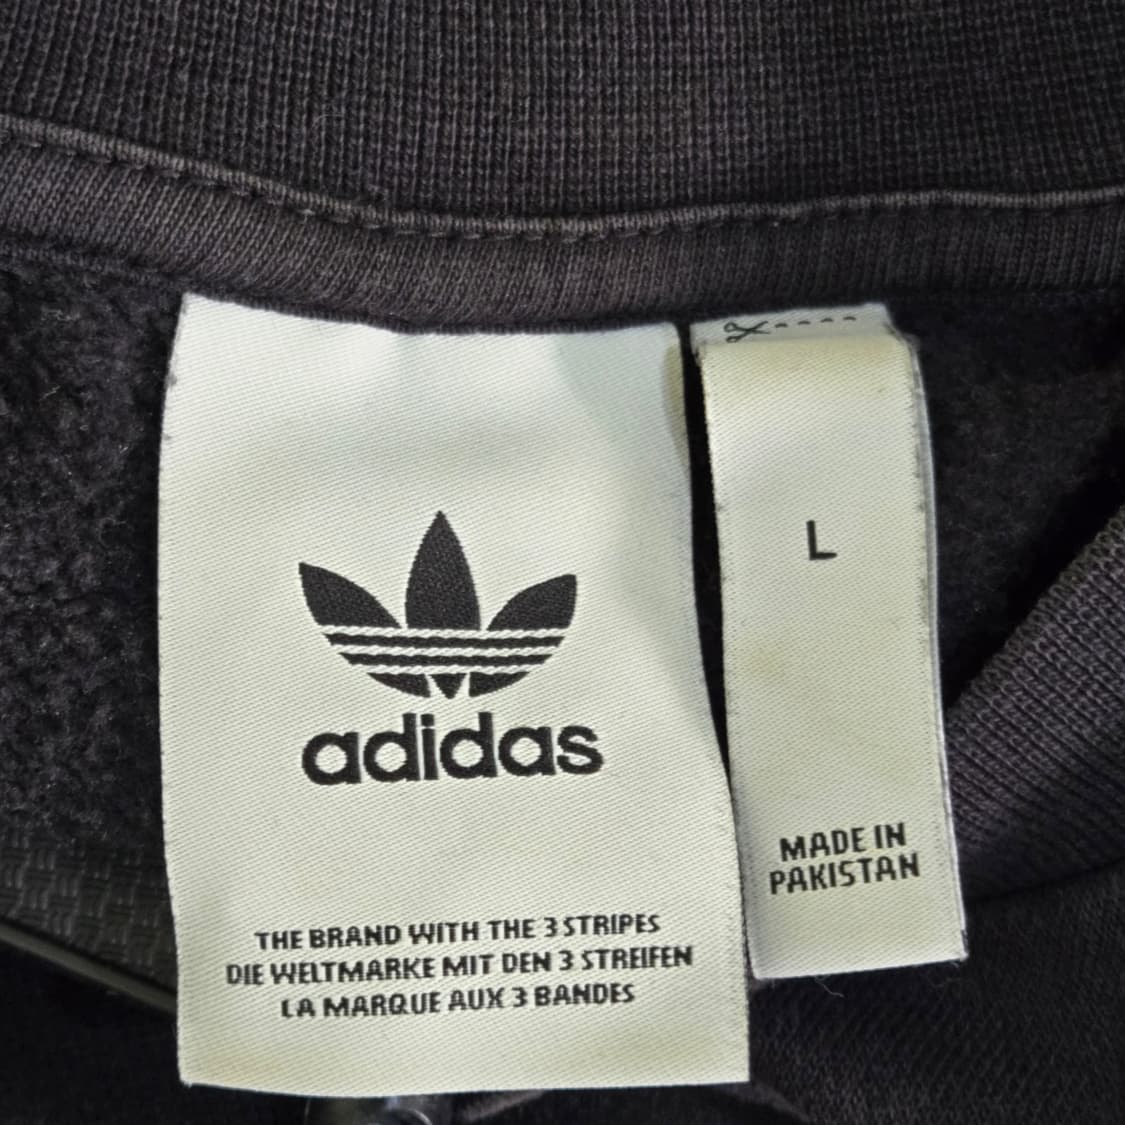 adidas
THE BRAND WITH THE 3 STRIPES
DIE WELTMARKE MIT DEN 3 STREIFEN
LA MARQUE AUX 3 BANDES
L
MADE IN
PAKISTAN